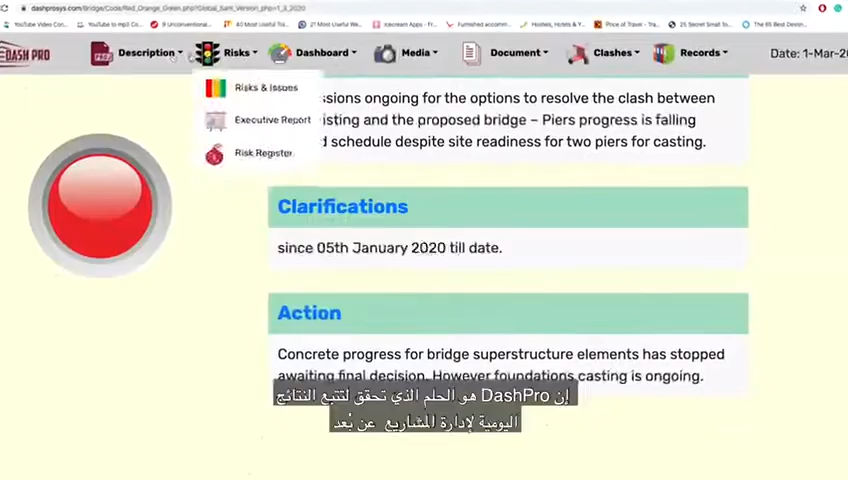 dashprosys.com/Bridge/Code/Red_Orange_Green.php?Global_Sam_Version_php=1_3_2020
YouTube Video Con... YouTube to mp3 Co... 9 Unconventional... 40 Most Useful Tra... 21 Most Useful We... Icecream Apps - Fr... Furnished accomm... Hostels, Hotels & Y... Price of Travel - Tra... 25 Secret Small To... The 65 Best Desti...
DASH PRO Description Risks Dashboard Media Document Clashes Records Date: 1-Mar-20
Risks & Issues
Executive Report
Risk Register
ssions ongoing for the options to resolve the clash between
isting and the proposed bridge – Piers progress is falling
d schedule despite site readiness for two piers for casting.
Clarifications
since 05th January 2020 till date.
Action
Concrete progress for bridge superstructure elements has stopped
awaiting final decision. However foundations casting is ongoing.
إن DashPro هو الحلم الذي تحقق لتتبع النتائج
اليومية لإدارة المشاريع عن بُعد